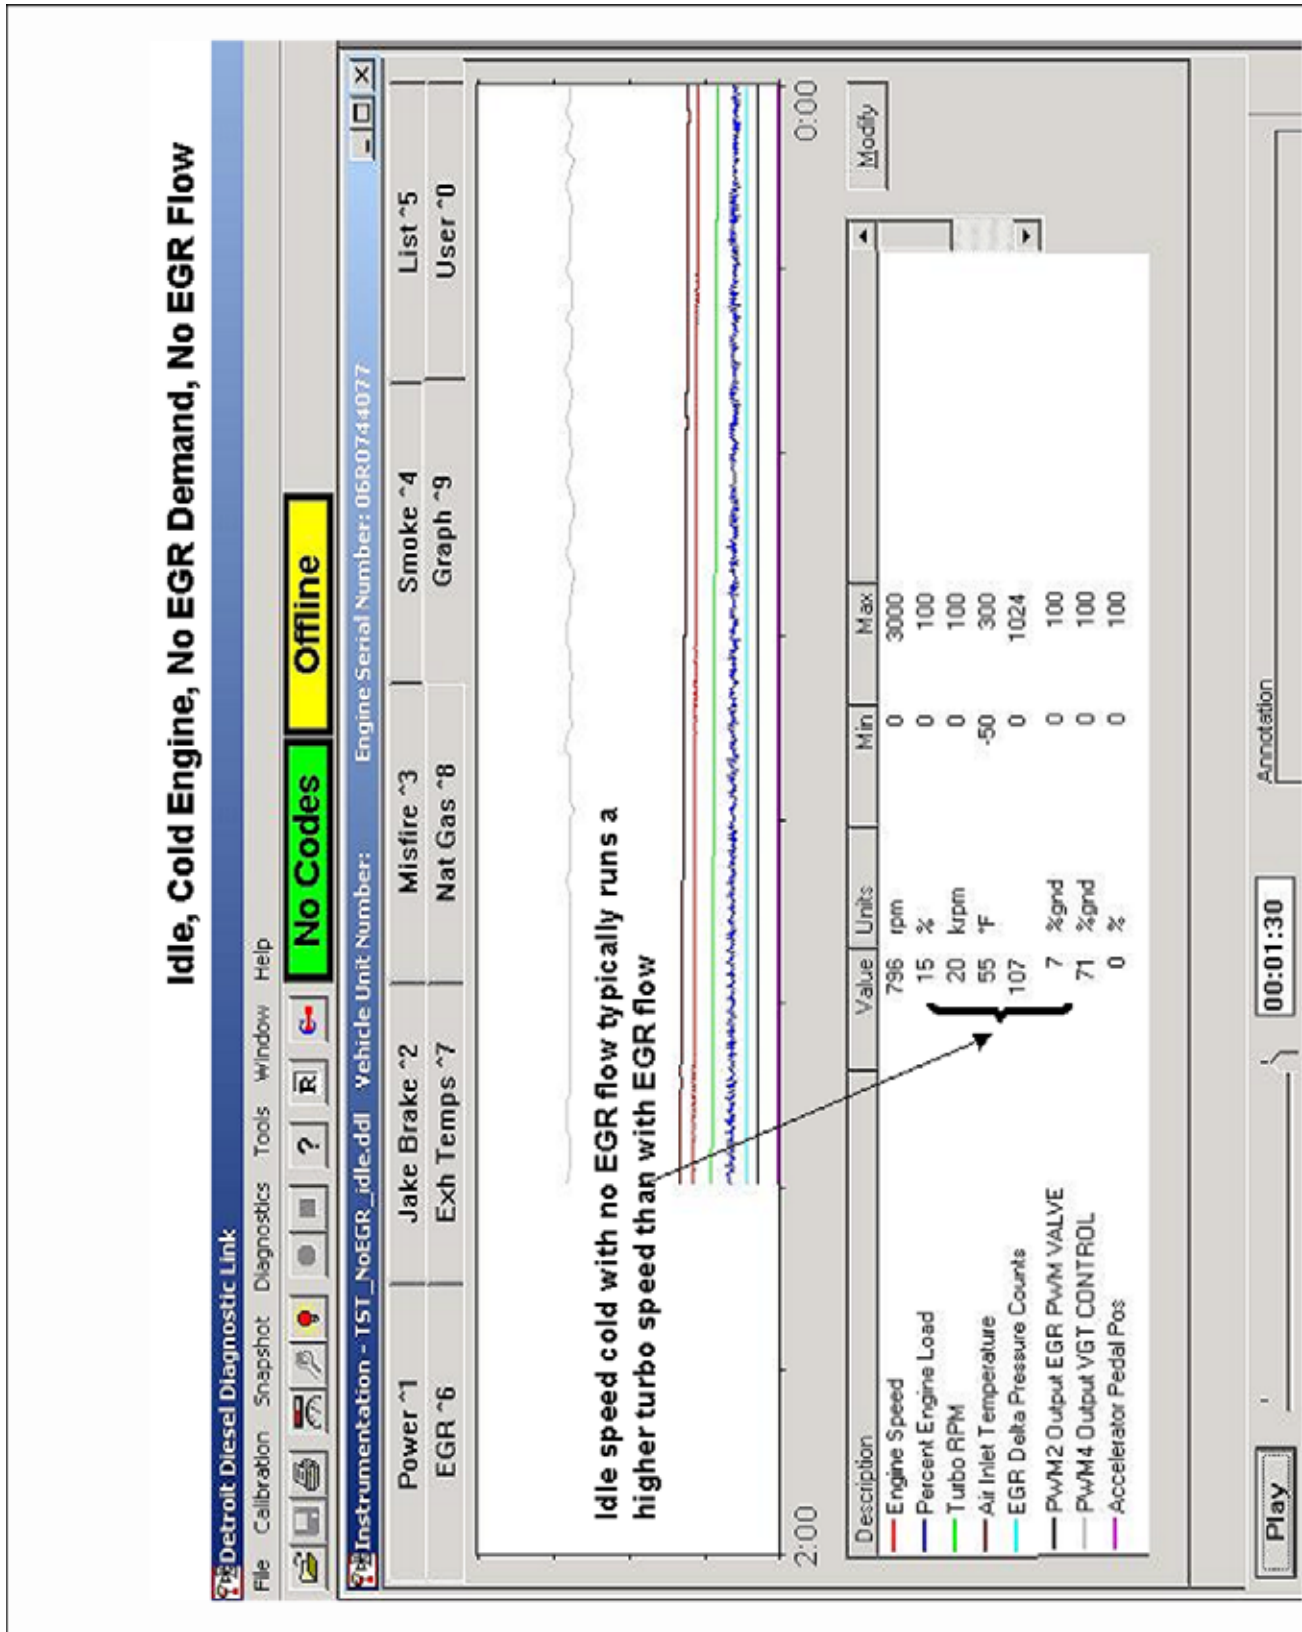 Idle, Cold Engine, No EGR Demand, No EGR Flow
Detroit Diesel Diagnostic Link
File Calibration Snapshot Diagnostics Tools Window Help
? R No Codes Offline
Instrumentation - TST_NoEGR_idle.ddl Vehicle Unit Number: Engine Serial Number: 06R0744077
Power ^1 Jake Brake ^2 Misfire ^3 Smoke ^4 List ^5
EGR ^6 Exh Temps ^7 Nat Gas ^8 Graph ^9 User ^0
Idle speed cold with no EGR flow typically runs a
higher turbo speed than with EGR flow
2:00 0:00
Description Value Units Min Max Modify
Engine Speed 796 rpm 0 3000
Percent Engine Load 15 % 0 100
Turbo RPM 20 krpm 0 100
Air Inlet Temperature 55 °F -50 300
EGR Delta Pressure Counts 107 0 1024
PWM2 Output EGR PWM VALVE 7 %gnd 0 100
PWM4 Output VGT CONTROL 71 %gnd 0 100
Accelerator Pedal Pos 0 % 0 100
Annotation
Play 00:01:30